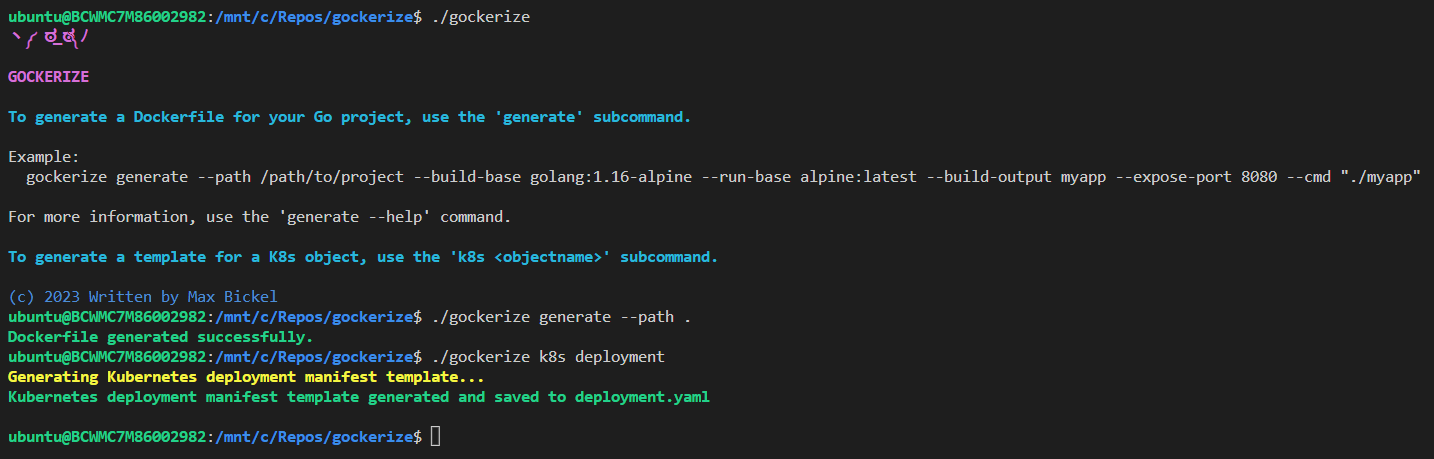 ubuntu@BCWMC7M86002982:/mnt/c/Repos/gockerize$ ./gockerize
ヽ༼ ಠ_ಠ༽ﾉ
GOCKERIZE
To generate a Dockerfile for your Go project, use the 'generate' subcommand.
Example:
  gockerize generate --path /path/to/project --build-base golang:1.16-alpine --run-base alpine:latest --build-output myapp --expose-port 8080 --cmd "./myapp"
For more information, use the 'generate --help' command.
To generate a template for a K8s object, use the 'k8s <objectname>' subcommand.
(c) 2023 Written by Max Bickel
ubuntu@BCWMC7M86002982:/mnt/c/Repos/gockerize$ ./gockerize generate --path .
Dockerfile generated successfully.
ubuntu@BCWMC7M86002982:/mnt/c/Repos/gockerize$ ./gockerize k8s deployment
Generating Kubernetes deployment manifest template...
Kubernetes deployment manifest template generated and saved to deployment.yaml
ubuntu@BCWMC7M86002982:/mnt/c/Repos/gockerize$